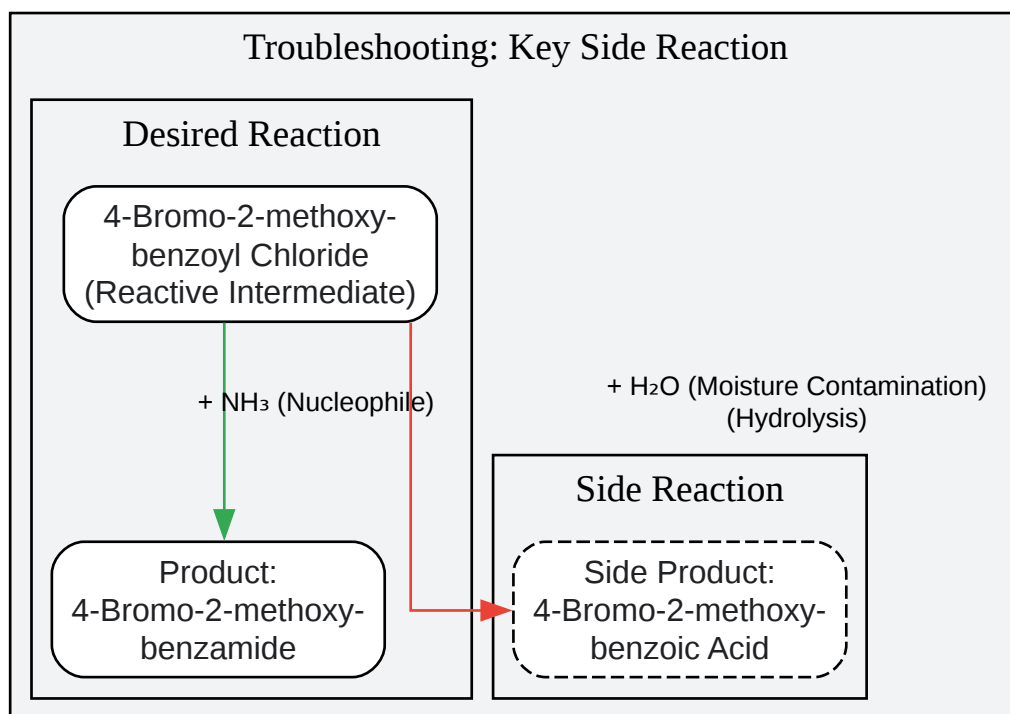 Troubleshooting: Key Side Reaction
Desired Reaction
4-Bromo-2-methoxy-
benzoyl Chloride
(Reactive Intermediate)
+ NH₃ (Nucleophile)
+ H₂O (Moisture Contamination)
(Hydrolysis)
Product:
4-Bromo-2-methoxy-
benzamide
Side Reaction
Side Product:
4-Bromo-2-methoxy-
benzoic Acid